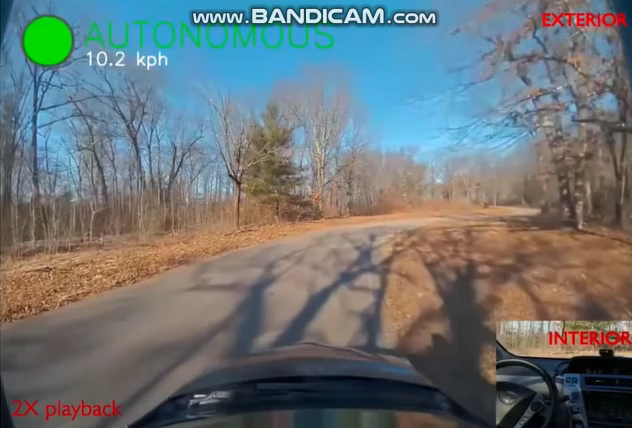 WWW.BANDICAM.COM
EXTERIOR
AUTONOMOUS
10.2 kph
INTERIOR
2X playback